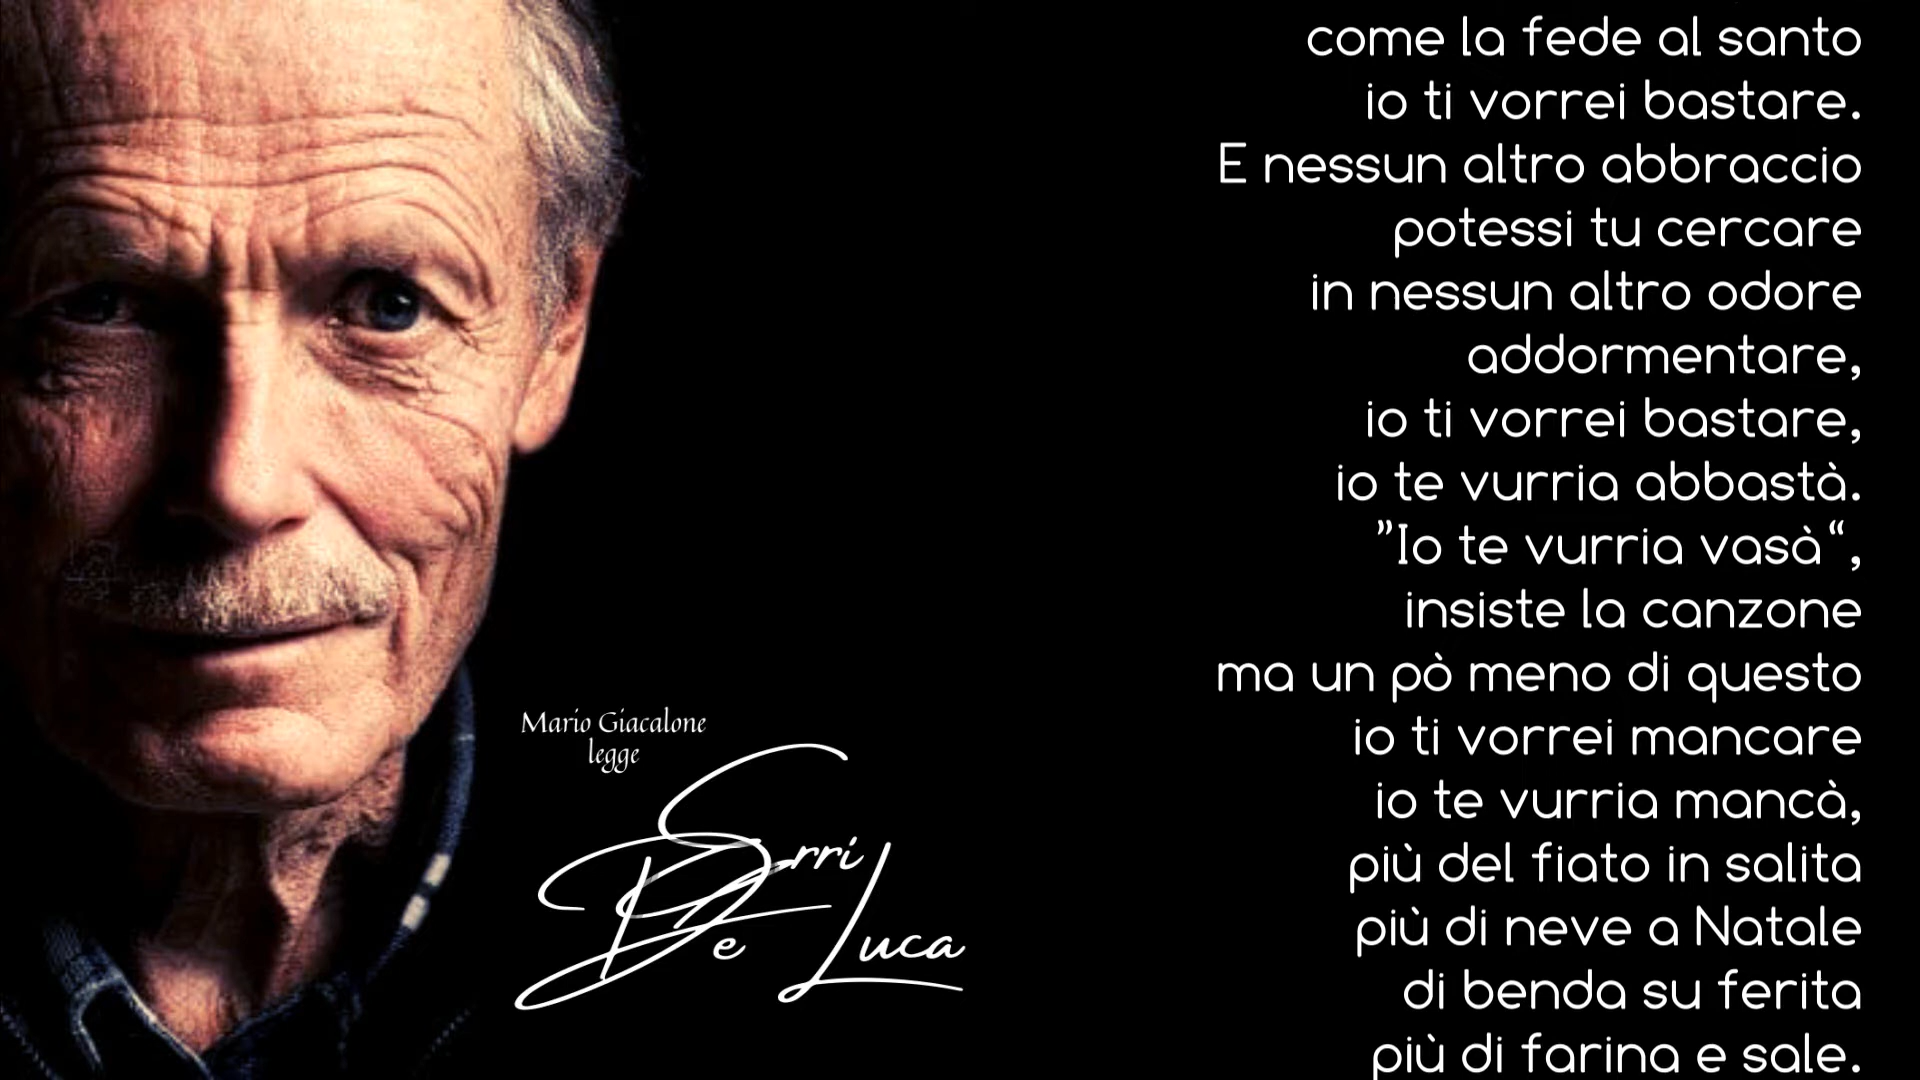 Mario Giacalone
legge
Erri
De Luca
come la fede al santo
io ti vorrei bastare.
E nessun altro abbraccio
potessi tu cercare
in nessun altro odore
addormentare,
io ti vorrei bastare,
io te vurria abbastà.
”Io te vurria vasà“,
insiste la canzone
ma un pò meno di questo
io ti vorrei mancare
io te vurria mancà,
più del fiato in salita
più di neve a Natale
di benda su ferita
più di farina e sale.